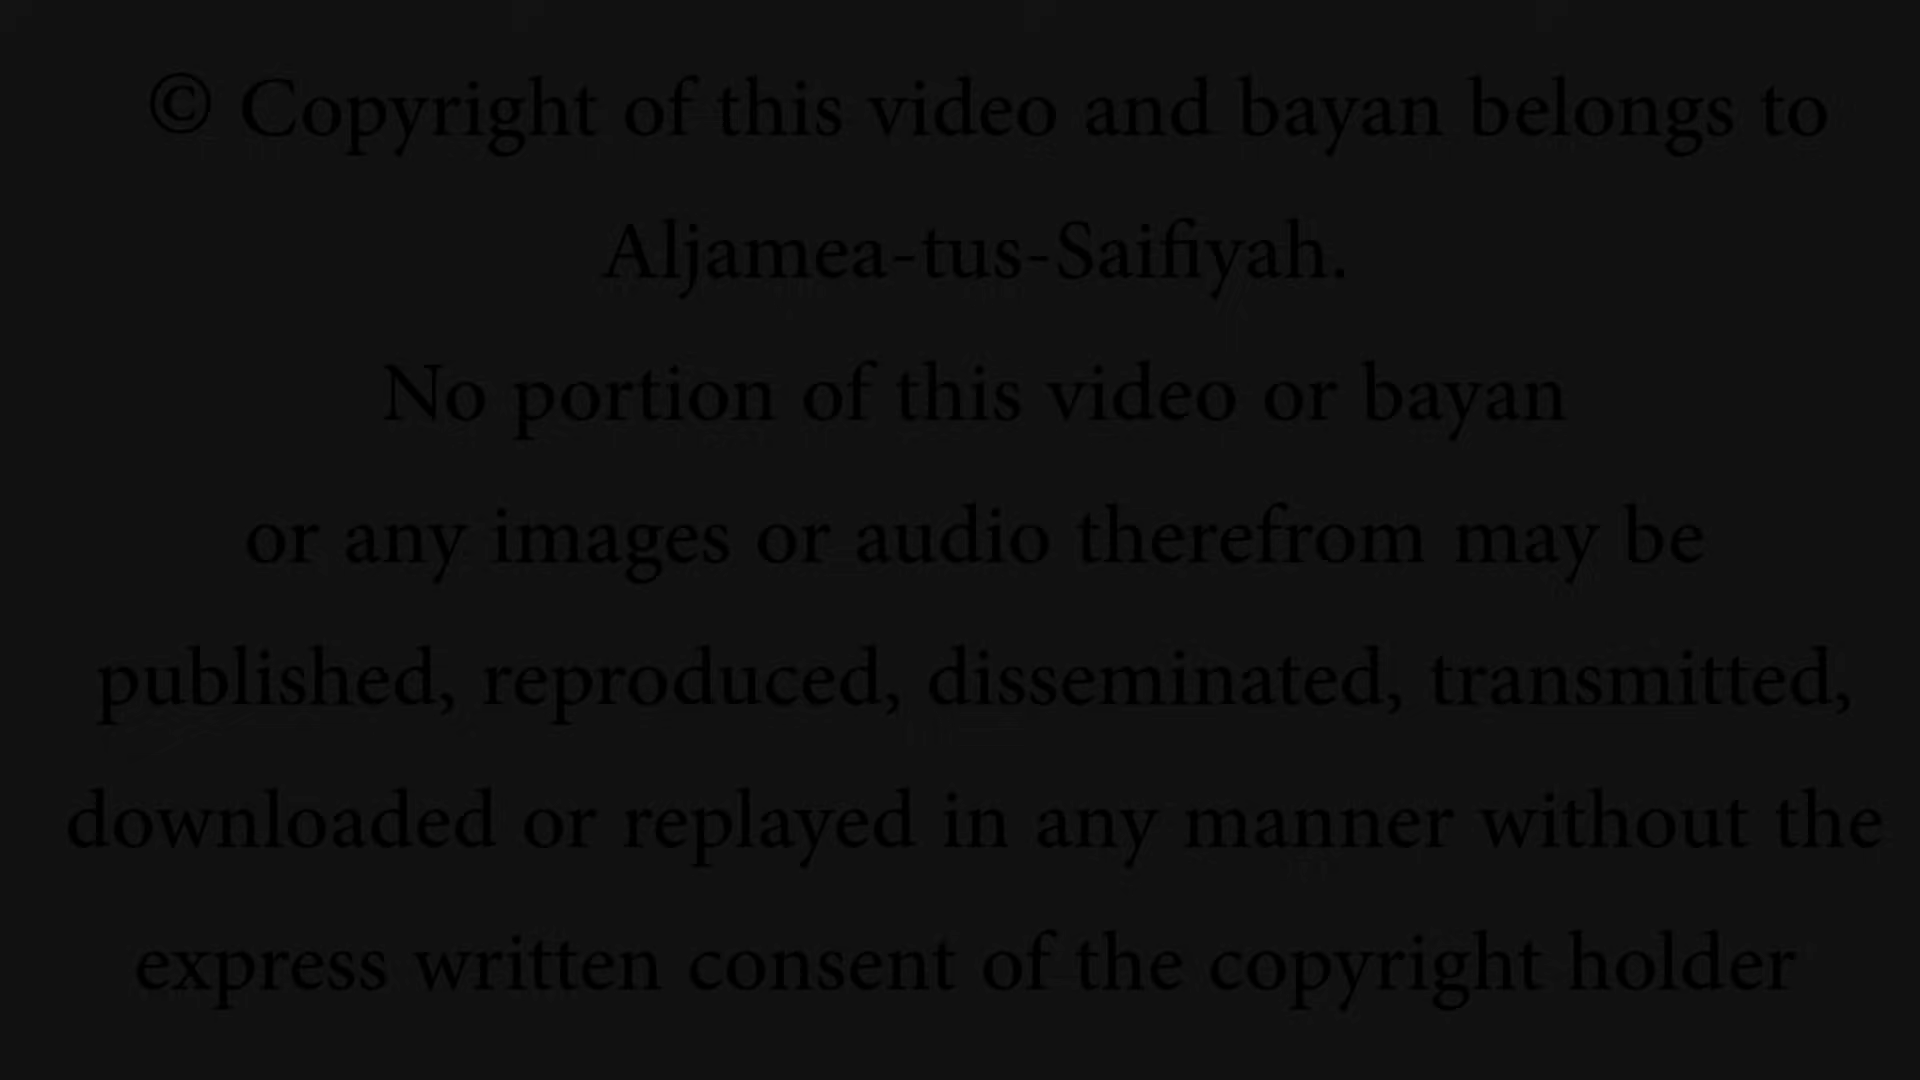 © Copyright of this video and bayan belongs to
Aljamea-tus-Saifiyah.
No portion of this video or bayan
or any images or audio therefrom may be
published, reproduced, disseminated, transmitted,
downloaded or replayed in any manner without the
express written consent of the copyright holder